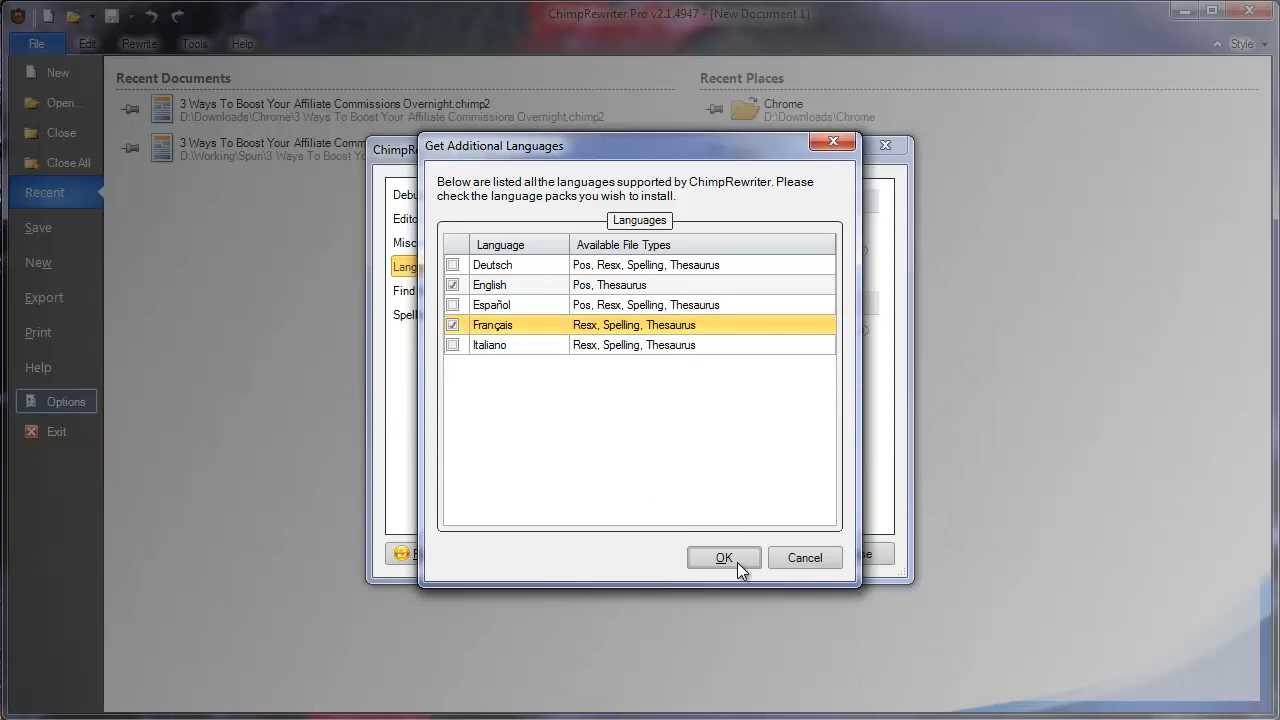 ChimpRewriter Pro v2.1.4947 - [New Document 1]
File Edit Rewrite Tools Help Style
New
Open...
Close
Close All
Recent
Save
New
Export
Print
Help
Options
Exit
Recent Documents
3 Ways To Boost Your Affiliate Commissions Overnight.chimp2
D:\Downloads\Chrome\3 Ways To Boost Your Affiliate Commissions Overnight.chimp2
3 Ways To Boost Your Affiliate Comm
D:\Working\Spun\3 Ways To Boost Yo
Recent Places
Chrome
D:\Downloads\Chrome
ChimpRe
Debu
Edito
Misc
Lang
Find
Spell
Get Additional Languages
Below are listed all the languages supported by ChimpRewriter. Please
check the language packs you wish to install.
Languages
Language Available File Types
Deutsch Pos, Resx, Spelling, Thesaurus
English Pos, Thesaurus
Español Pos, Resx, Spelling, Thesaurus
Français Resx, Spelling, Thesaurus
Italiano Resx, Spelling, Thesaurus
OK Cancel